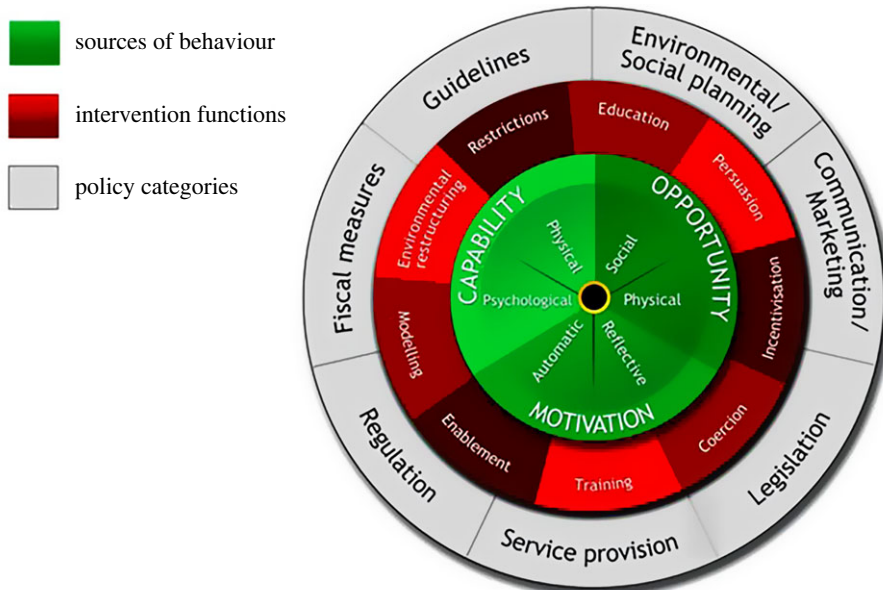 sources of behaviour
intervention functions
policy categories
Guidelines
Environmental/
Social planning
Communication/
Marketing
Legislation
Service provision
Regulation
Fiscal measures
Restrictions
Education
Persuasion
Incentivisation
Coercion
Training
Enablement
Modelling
Environmental
restructuring
CAPABILITY
OPPORTUNITY
MOTIVATION
Physical
Social
Psychological
Physical
Automatic
Reflective